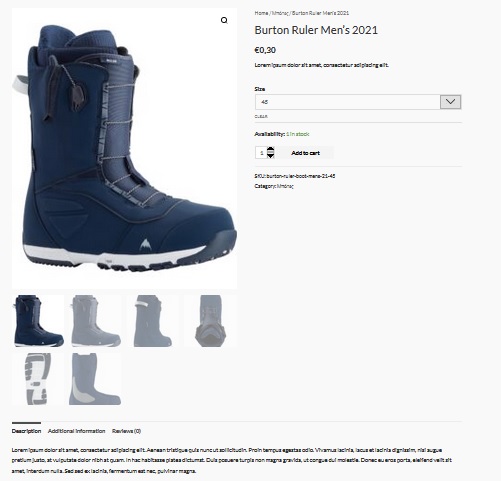 Home / Μπότες / Burton Ruler Men's 2021
Burton Ruler Men's 2021
€0,30
Lorem ipsum dolor sit amet, consectetur adipiscing elit.
Size
45
CLEAR
Availability: 1 in stock
1 Add to cart
SKU: burton-ruler-boot-mens-21-45
Category: Μπότες
Description Additional information Reviews (0)
Lorem ipsum dolor sit amet, consectetur adipiscing elit. Aenean tristique quis nunc ut sollicitudin. Proin tempus egestas odio. Vivamus lacinia, lacus et lacinia dignissim, nisl augue
pretium justo, at vulputate dolor nibh at quam. In hac habitasse platea dictumst. Duis posuere turpis non magna gravida, ut congue dui molestie. Donec eu eros porta, eleifend velit sit
amet, interdum nulla. Sed sed ex lacinia, fermentum est nec, pulvinar magna.